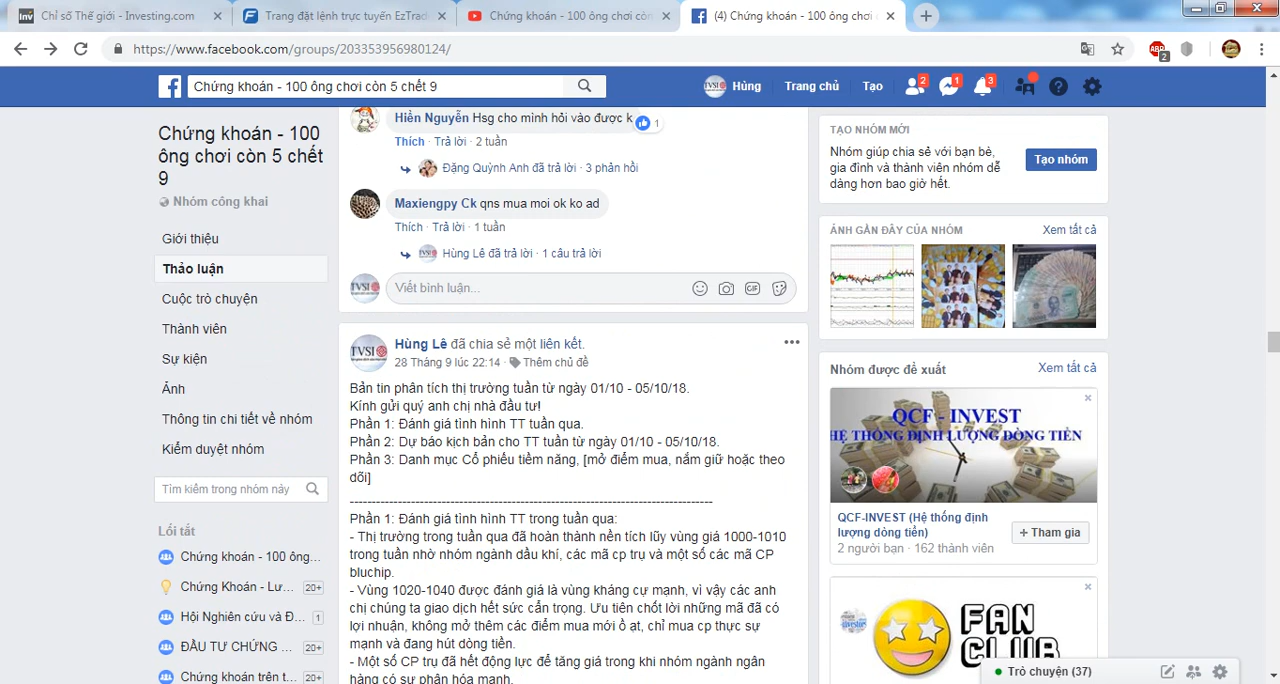 Chỉ số Thế giới - Investing.com
Trang đặt lệnh trực tuyến EzTrad
Chứng khoán - 100 ông chơi còn 5
(4) Chứng khoán - 100 ông chơi
https://www.facebook.com/groups/203353956980124/
ABP
2
Chứng khoán - 100 ông chơi còn 5 chết 9
TVSI
Hùng
Trang chủ
Tạo
2
1
3
Chứng khoán - 100
ông chơi còn 5 chết
9
Nhóm công khai
Giới thiệu
Thảo luận
Cuộc trò chuyện
Thành viên
Sự kiện
Ảnh
Thông tin chi tiết về nhóm
Kiểm duyệt nhóm
Tìm kiếm trong nhóm này
Lối tắt
Chứng khoán - 100 ông...
Chứng Khoán - Lư... 20+
Hội Nghiên cứu và Đ... 1
ĐẦU TƯ CHỨNG ... 20+
Chứng khoán trên t... 20+
Hiền Nguyễn Hsg cho mình hỏi vào được k
1
Thích · Trả lời · 2 tuần
Đặng Quỳnh Anh đã trả lời · 3 phản hồi
Maxiengpy Ck qns mua moi ok ko ad
Thích · Trả lời · 1 tuần
Hùng Lê đã trả lời · 1 câu trả lời
Viết bình luận...
GIF
TVSI
Hùng Lê đã chia sẻ một liên kết.
28 Tháng 9 lúc 22:14 · Thêm chủ đề
Bản tin phân tích thị trường tuần từ ngày 01/10 - 05/10/18.
Kính gửi quý anh chị nhà đầu tư!
Phần 1: Đánh giá tình hình TT tuần qua.
Phần 2: Dự báo kịch bản cho TT tuần từ ngày 01/10 - 05/10/18.
Phần 3: Danh mục Cổ phiếu tiềm năng, [mở điểm mua, nắm giữ hoặc theo
dõi]
--------------------------------------------------------------------------------
Phần 1: Đánh giá tình hình TT trong tuần qua:
- Thị trường trong tuần qua đã hoàn thành nền tích lũy vùng giá 1000-1010
trong tuần nhờ nhóm ngành dầu khí, các mã cp trụ và một số các mã CP
bluchip.
- Vùng 1020-1040 được đánh giá là vùng kháng cự mạnh, vì vậy các anh
chị chúng ta giao dịch hết sức cẩn trọng. Ưu tiên chốt lời những mã đã có
lợi nhuận, không mở thêm các điểm mua mới ồ ạt, chỉ mua cp thực sự
mạnh và đang hút dòng tiền.
- Một số CP trụ đã hết động lực để tăng giá trong khi nhóm ngành ngân
hàng có sự phân hóa mạnh.
TẠO NHÓM MỚI
Nhóm giúp chia sẻ với bạn bè,
gia đình và thành viên nhóm dễ
dàng hơn bao giờ hết.
Tạo nhóm
ẢNH GẦN ĐÂY CỦA NHÓM
Xem tất cả
Nhóm được đề xuất
Xem tất cả
QCF - INVEST
HỆ THỐNG ĐỊNH LƯỢNG DÒNG TIỀN
QCF-INVEST (Hệ thống định
lượng dòng tiền)
2 người bạn · 162 thành viên
+ Tham gia
FAN
CLUB
Trò chuyện (37)